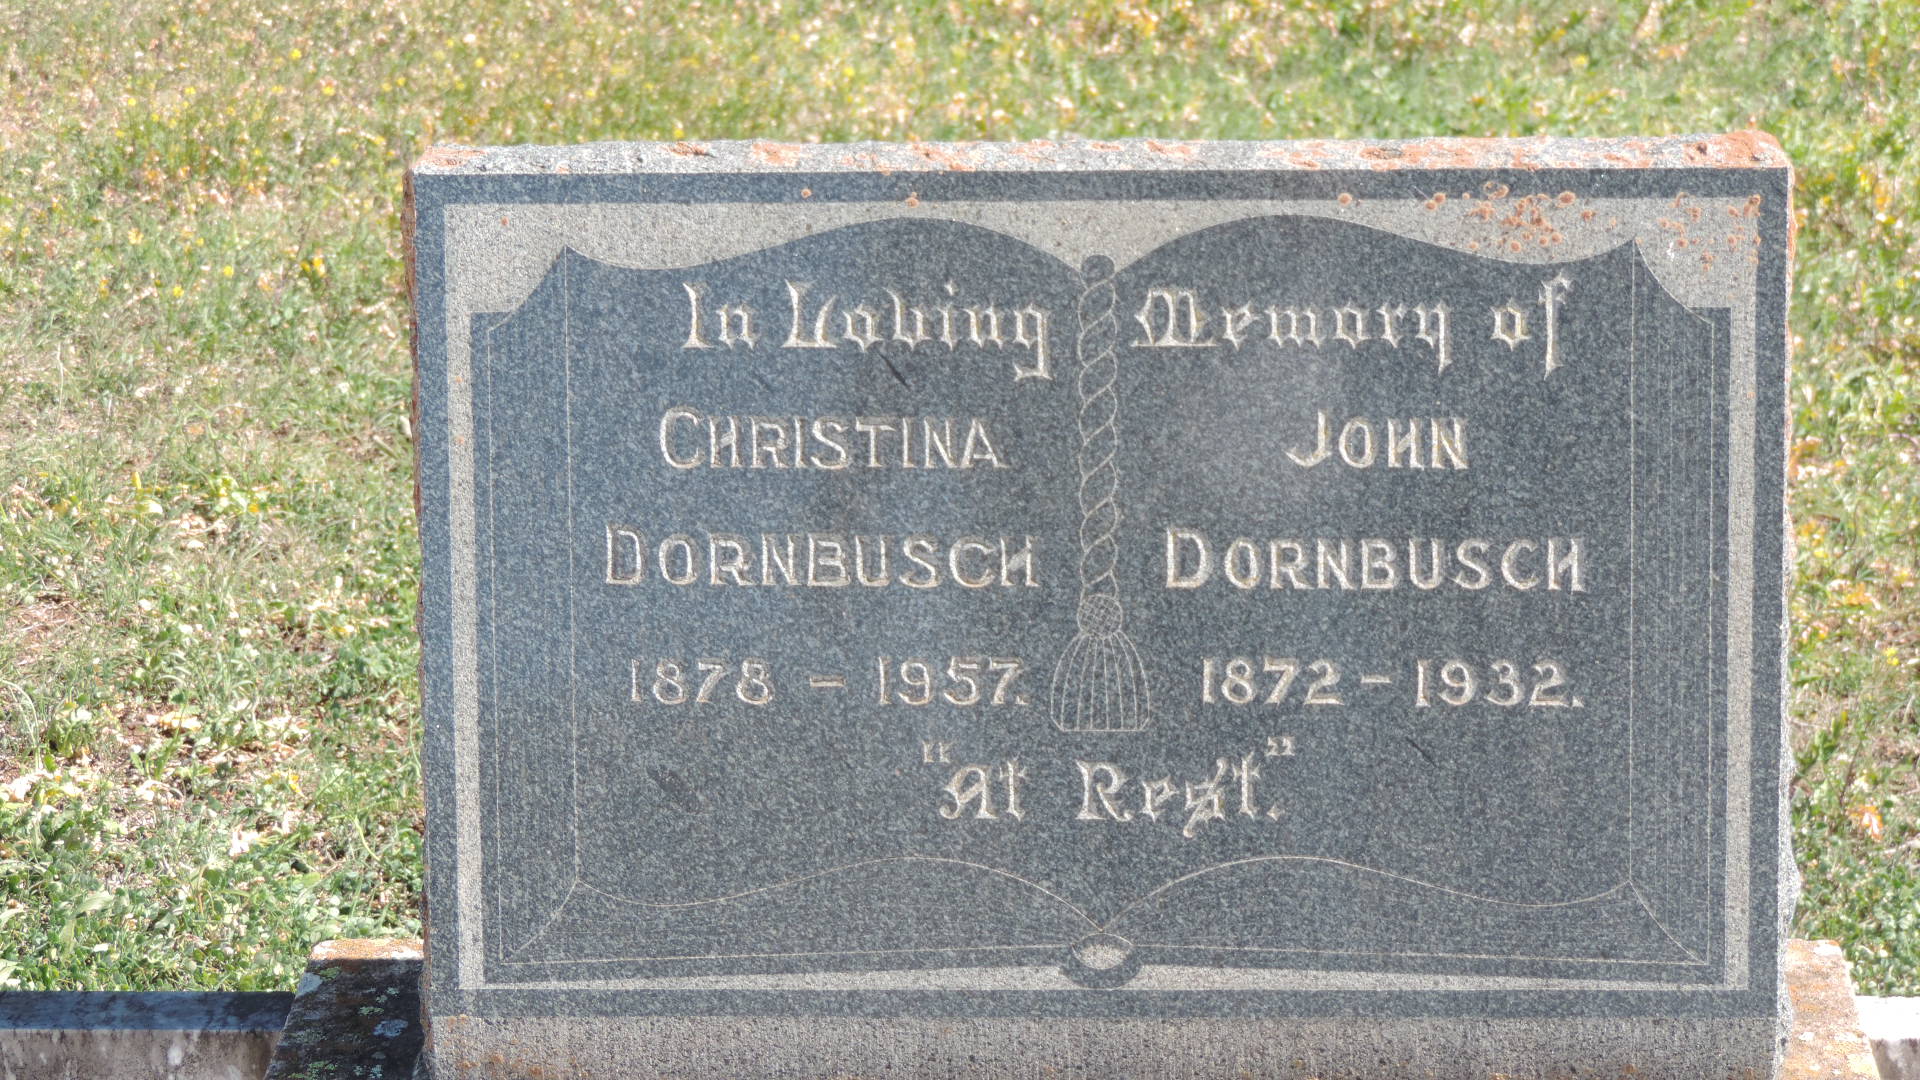 In Loving Memory of
CHRISTINA
DORNBUSCH
1878 - 1957.
JOHN
DORNBUSCH
1872 - 1932.
"At Rest."